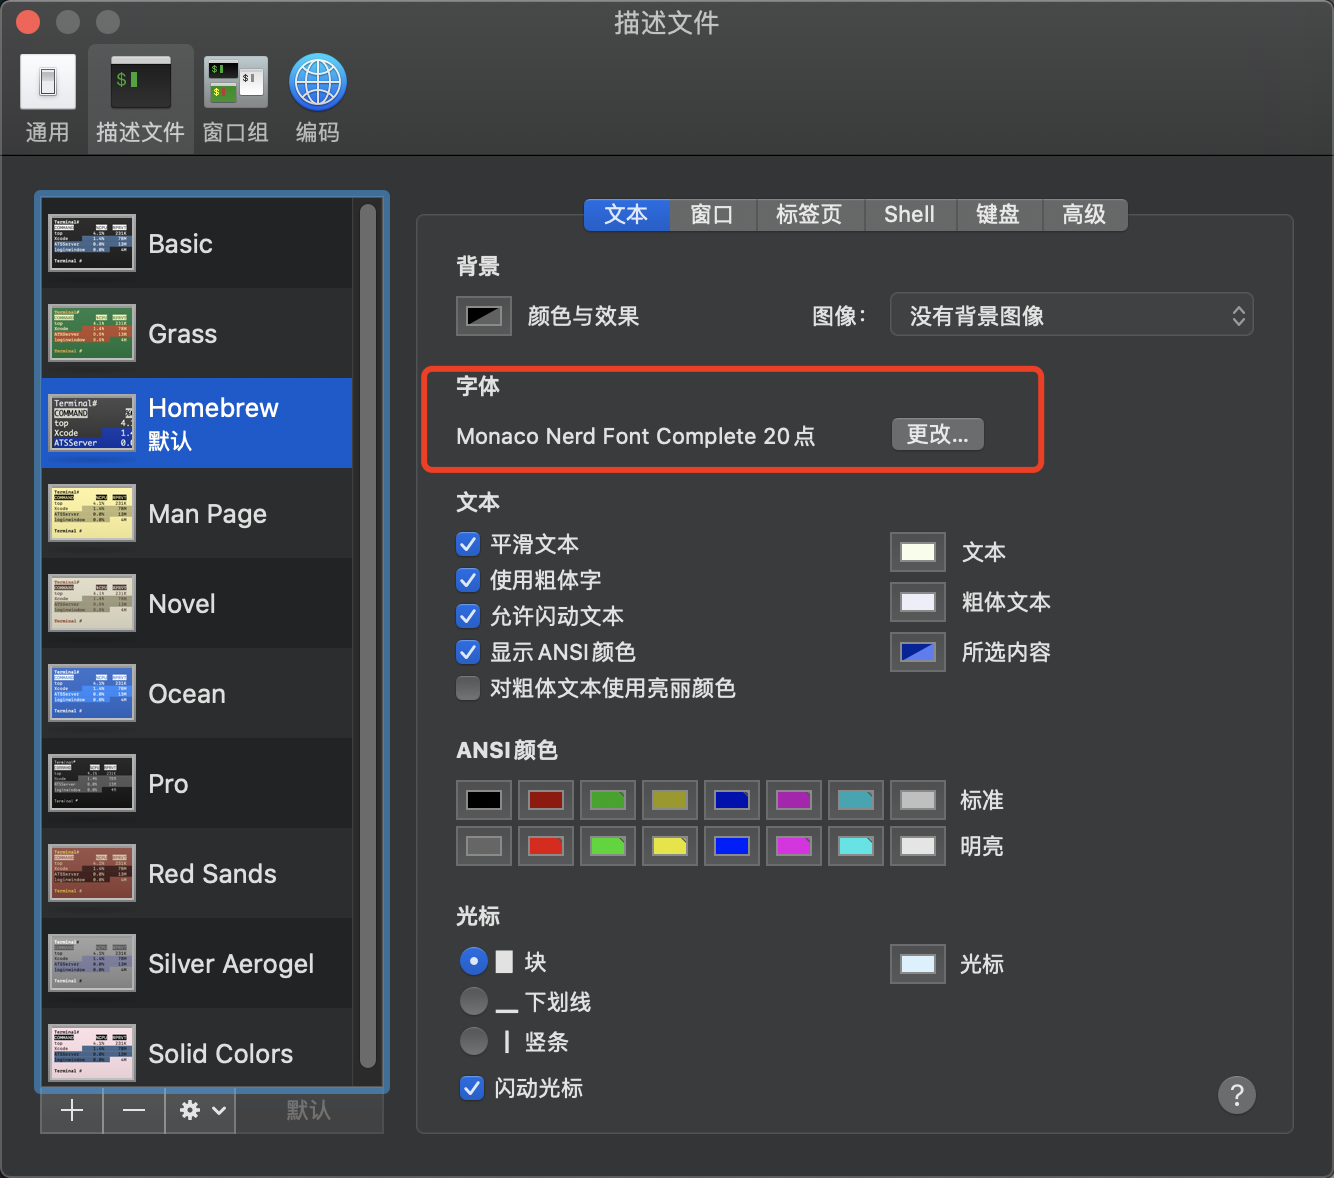 描述文件
通用
描述文件
窗口组
编码
Basic
Grass
Homebrew
默认
Man Page
Novel
Ocean
Pro
Red Sands
Silver Aerogel
Solid Colors
默认
文本
窗口
标签页
Shell
键盘
高级
背景
颜色与效果
图像：
没有背景图像
字体
Monaco Nerd Font Complete 20点
更改...
文本
平滑文本
使用粗体字
允许闪动文本
显示 ANSI 颜色
对粗体文本使用亮丽颜色
文本
粗体文本
所选内容
ANSI 颜色
标准
明亮
光标
块
下划线
竖条
闪动光标
光标
?